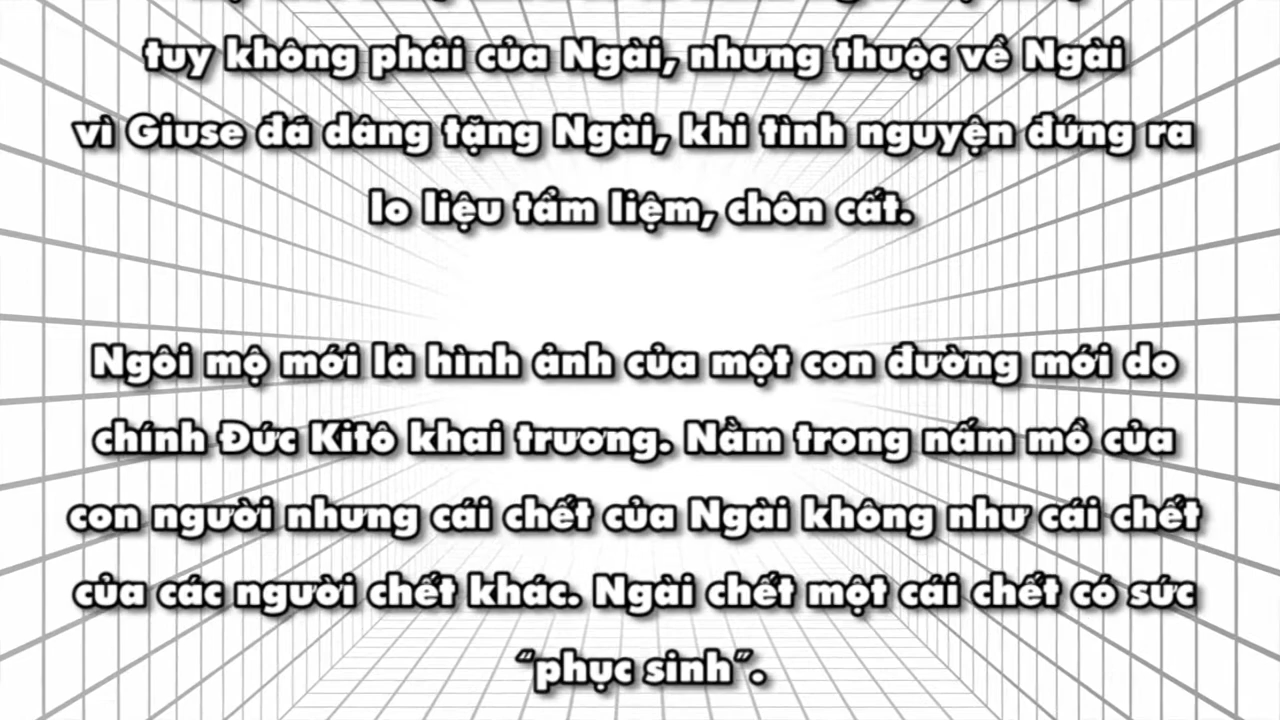 tuy không phải của Ngài, nhưng thuộc về Ngài
vì Giuse đã dâng tặng Ngài, khi tình nguyện đứng ra
lo liệu tẩm liệm, chôn cất.
Ngôi mộ mới là hình ảnh của một con đường mới do
chính Đức Kitô khai trương. Nằm trong nấm mồ của
con người nhưng cái chết của Ngài không như cái chết
của các người chết khác. Ngài chết một cái chết có sức
“phục sinh”.